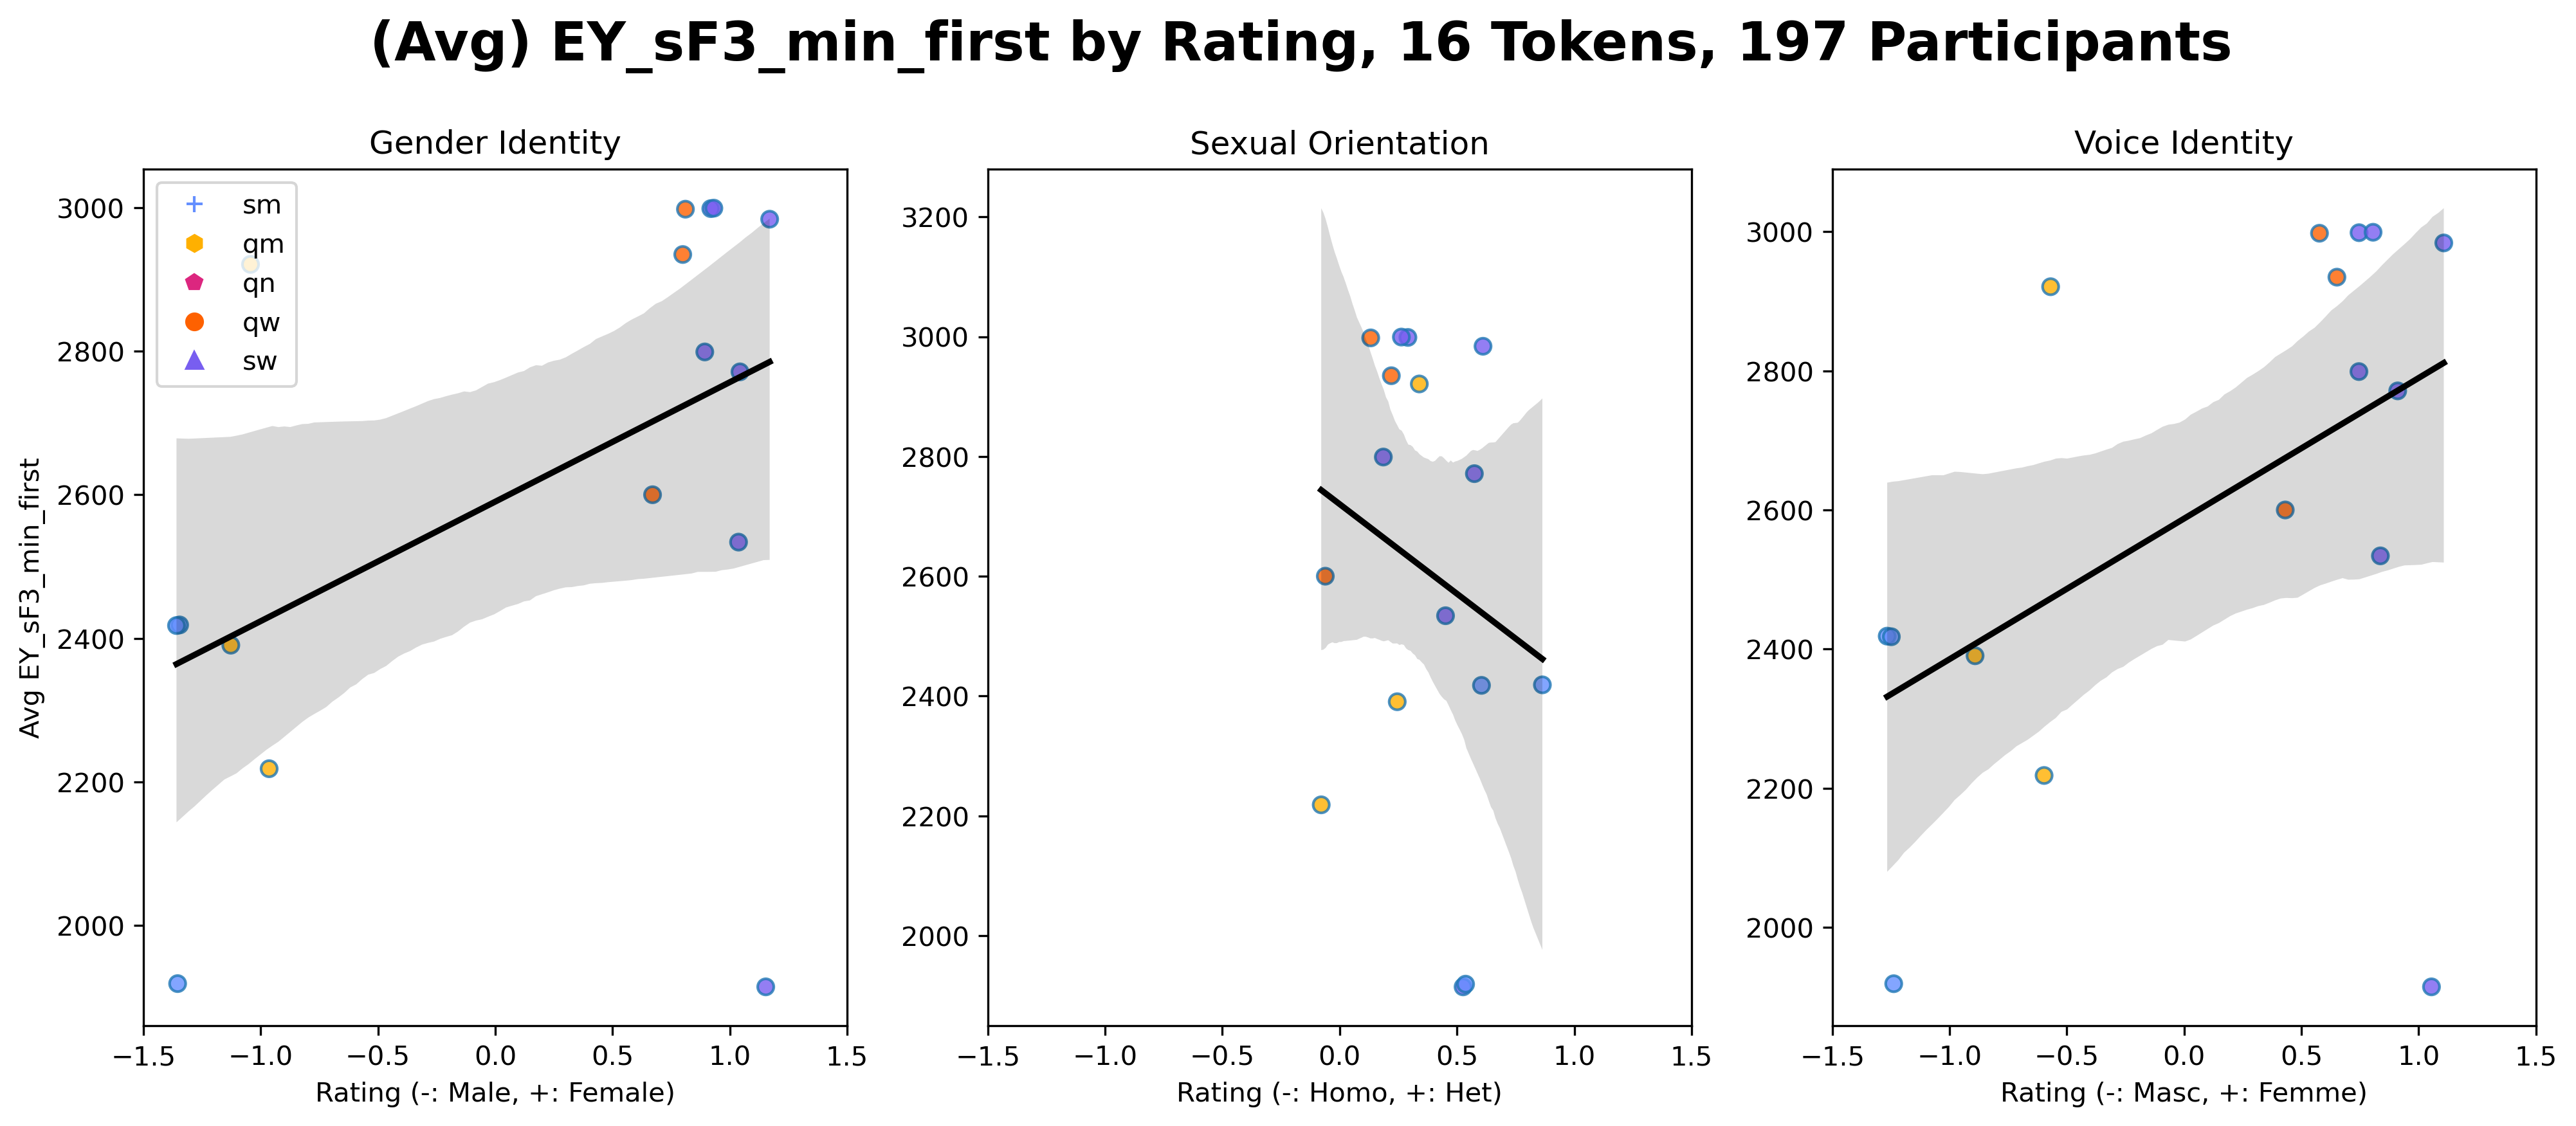 (Avg) EY_sF3_min_first by Rating, 16 Tokens, 197 Participants
Gender Identity
Sexual Orientation
Voice Identity
sm
qm
qn
qw
sw
Avg EY_sF3_min_first
3000
2800
2600
2400
2200
2000
−1.5 −1.0 −0.5 0.0 0.5 1.0 1.5
Rating (-: Male, +: Female)
3200
3000
2800
2600
2400
2200
2000
−1.5 −1.0 −0.5 0.0 0.5 1.0 1.5
Rating (-: Homo, +: Het)
3000
2800
2600
2400
2200
2000
−1.5 −1.0 −0.5 0.0 0.5 1.0 1.5
Rating (-: Masc, +: Femme)